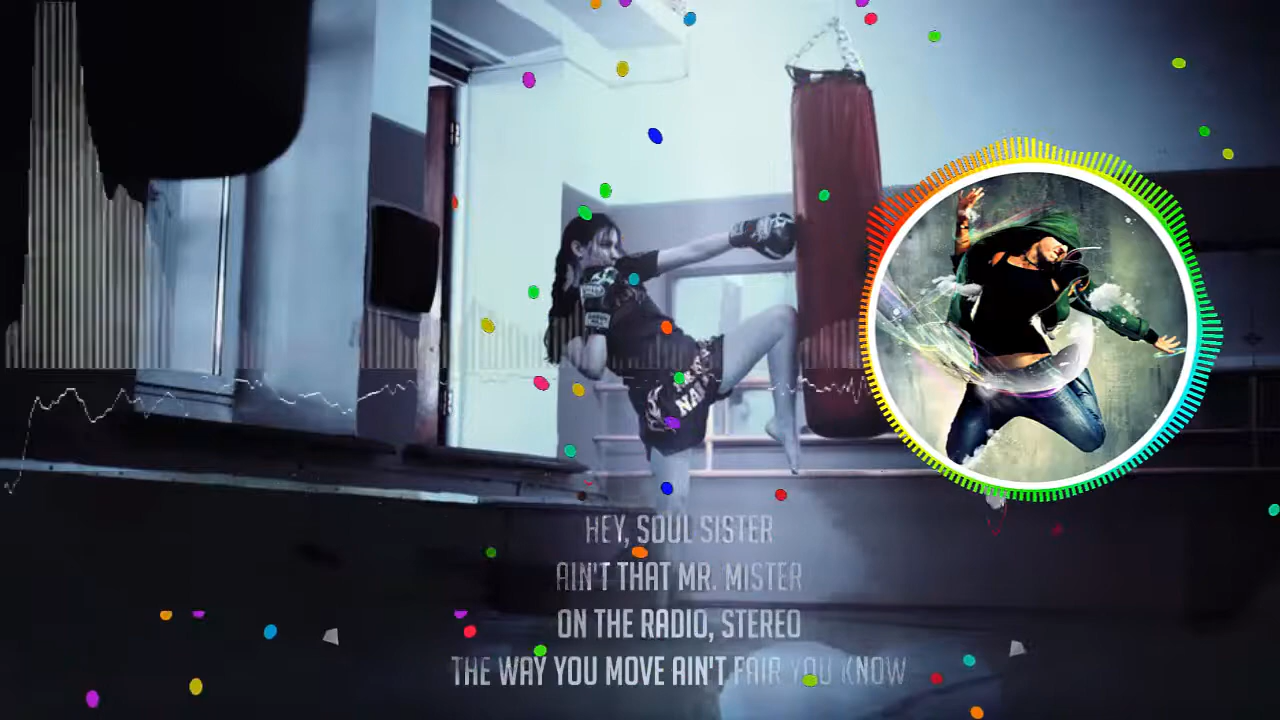 HEY, SOUL SISTER
AIN'T THAT MR. MISTER
ON THE RADIO, STEREO
THE WAY YOU MOVE AIN'T FAIR YOU KNOW